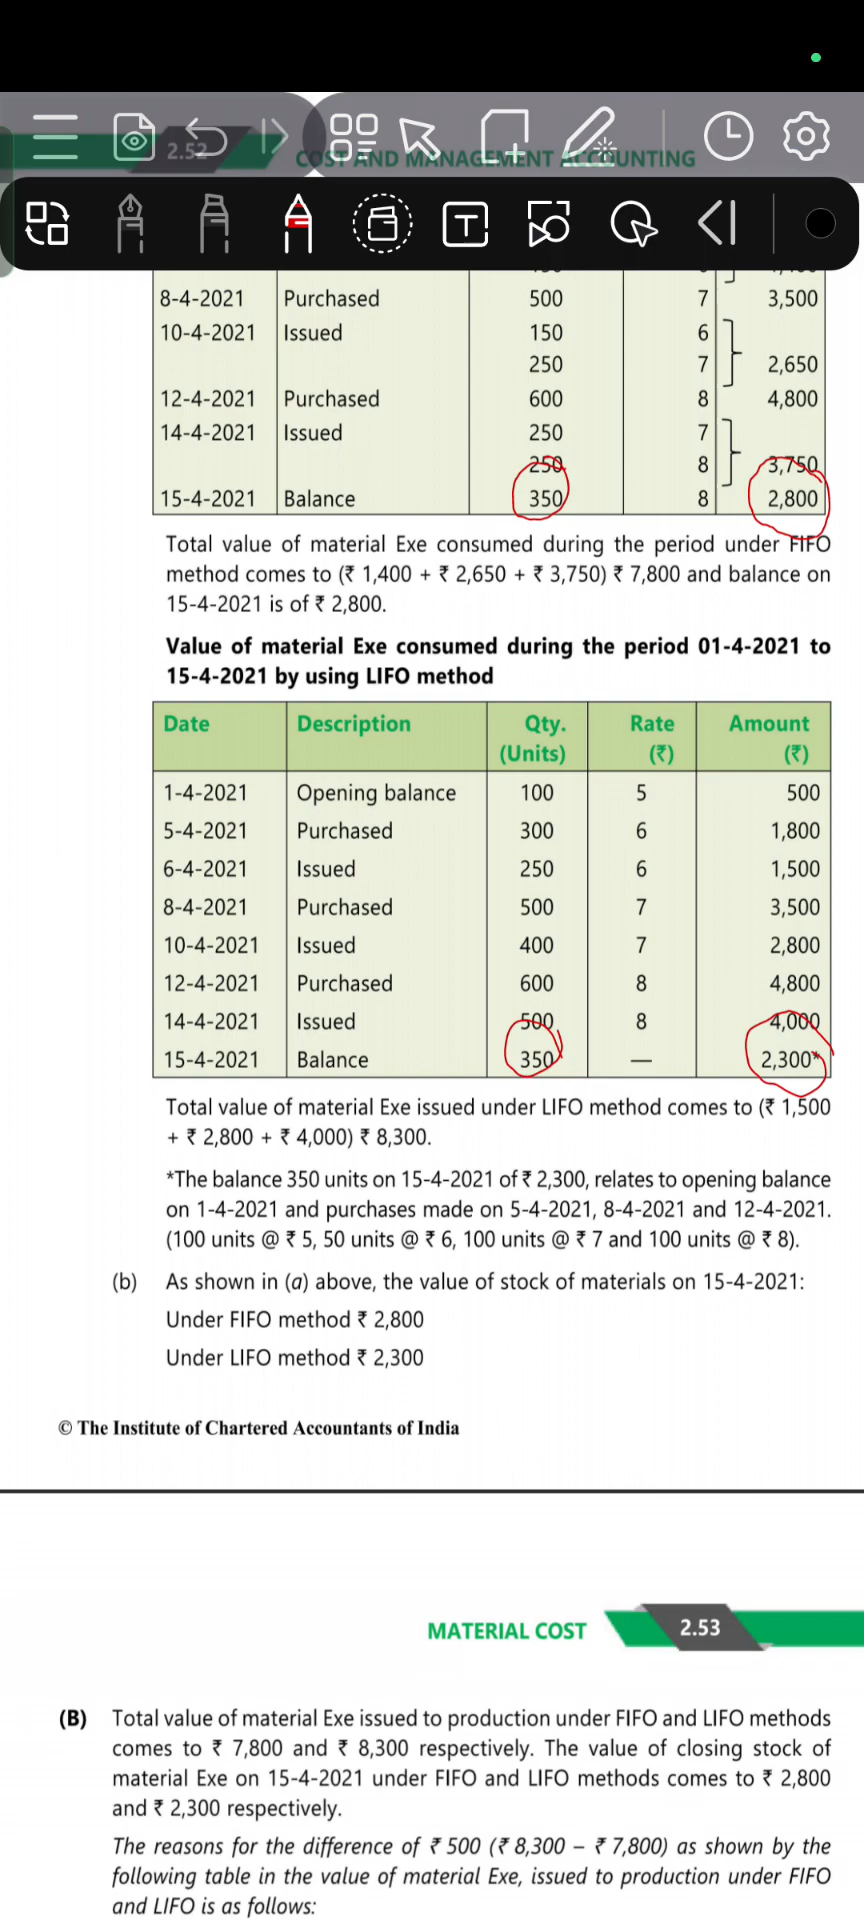 2.52
COST AND MANAGEMENT ACCOUNTING
T
8-4-2021 Purchased 500 7 3,500
10-4-2021 Issued 150 6
250 7 2,650
12-4-2021 Purchased 600 8 4,800
14-4-2021 Issued 250 7
250 8 3,750
15-4-2021 Balance 350 8 2,800
Total value of material Exe consumed during the period under FIFO
method comes to (₹ 1,400 + ₹ 2,650 + ₹ 3,750) ₹ 7,800 and balance on
15-4-2021 is of ₹ 2,800.
Value of material Exe consumed during the period 01-4-2021 to
15-4-2021 by using LIFO method
Date Description Qty. Rate Amount
(Units) (₹) (₹)
1-4-2021 Opening balance 100 5 500
5-4-2021 Purchased 300 6 1,800
6-4-2021 Issued 250 6 1,500
8-4-2021 Purchased 500 7 3,500
10-4-2021 Issued 400 7 2,800
12-4-2021 Purchased 600 8 4,800
14-4-2021 Issued 500 8 4,000
15-4-2021 Balance 350 — 2,300*
Total value of material Exe issued under LIFO method comes to (₹ 1,500
+ ₹ 2,800 + ₹ 4,000) ₹ 8,300.
*The balance 350 units on 15-4-2021 of ₹ 2,300, relates to opening balance
on 1-4-2021 and purchases made on 5-4-2021, 8-4-2021 and 12-4-2021.
(100 units @ ₹ 5, 50 units @ ₹ 6, 100 units @ ₹ 7 and 100 units @ ₹ 8).
(b) As shown in (a) above, the value of stock of materials on 15-4-2021:
Under FIFO method ₹ 2,800
Under LIFO method ₹ 2,300
© The Institute of Chartered Accountants of India
MATERIAL COST 2.53
(B) Total value of material Exe issued to production under FIFO and LIFO methods
comes to ₹ 7,800 and ₹ 8,300 respectively. The value of closing stock of
material Exe on 15-4-2021 under FIFO and LIFO methods comes to ₹ 2,800
and ₹ 2,300 respectively.
The reasons for the difference of ₹ 500 (₹ 8,300 – ₹ 7,800) as shown by the
following table in the value of material Exe, issued to production under FIFO
and LIFO is as follows: